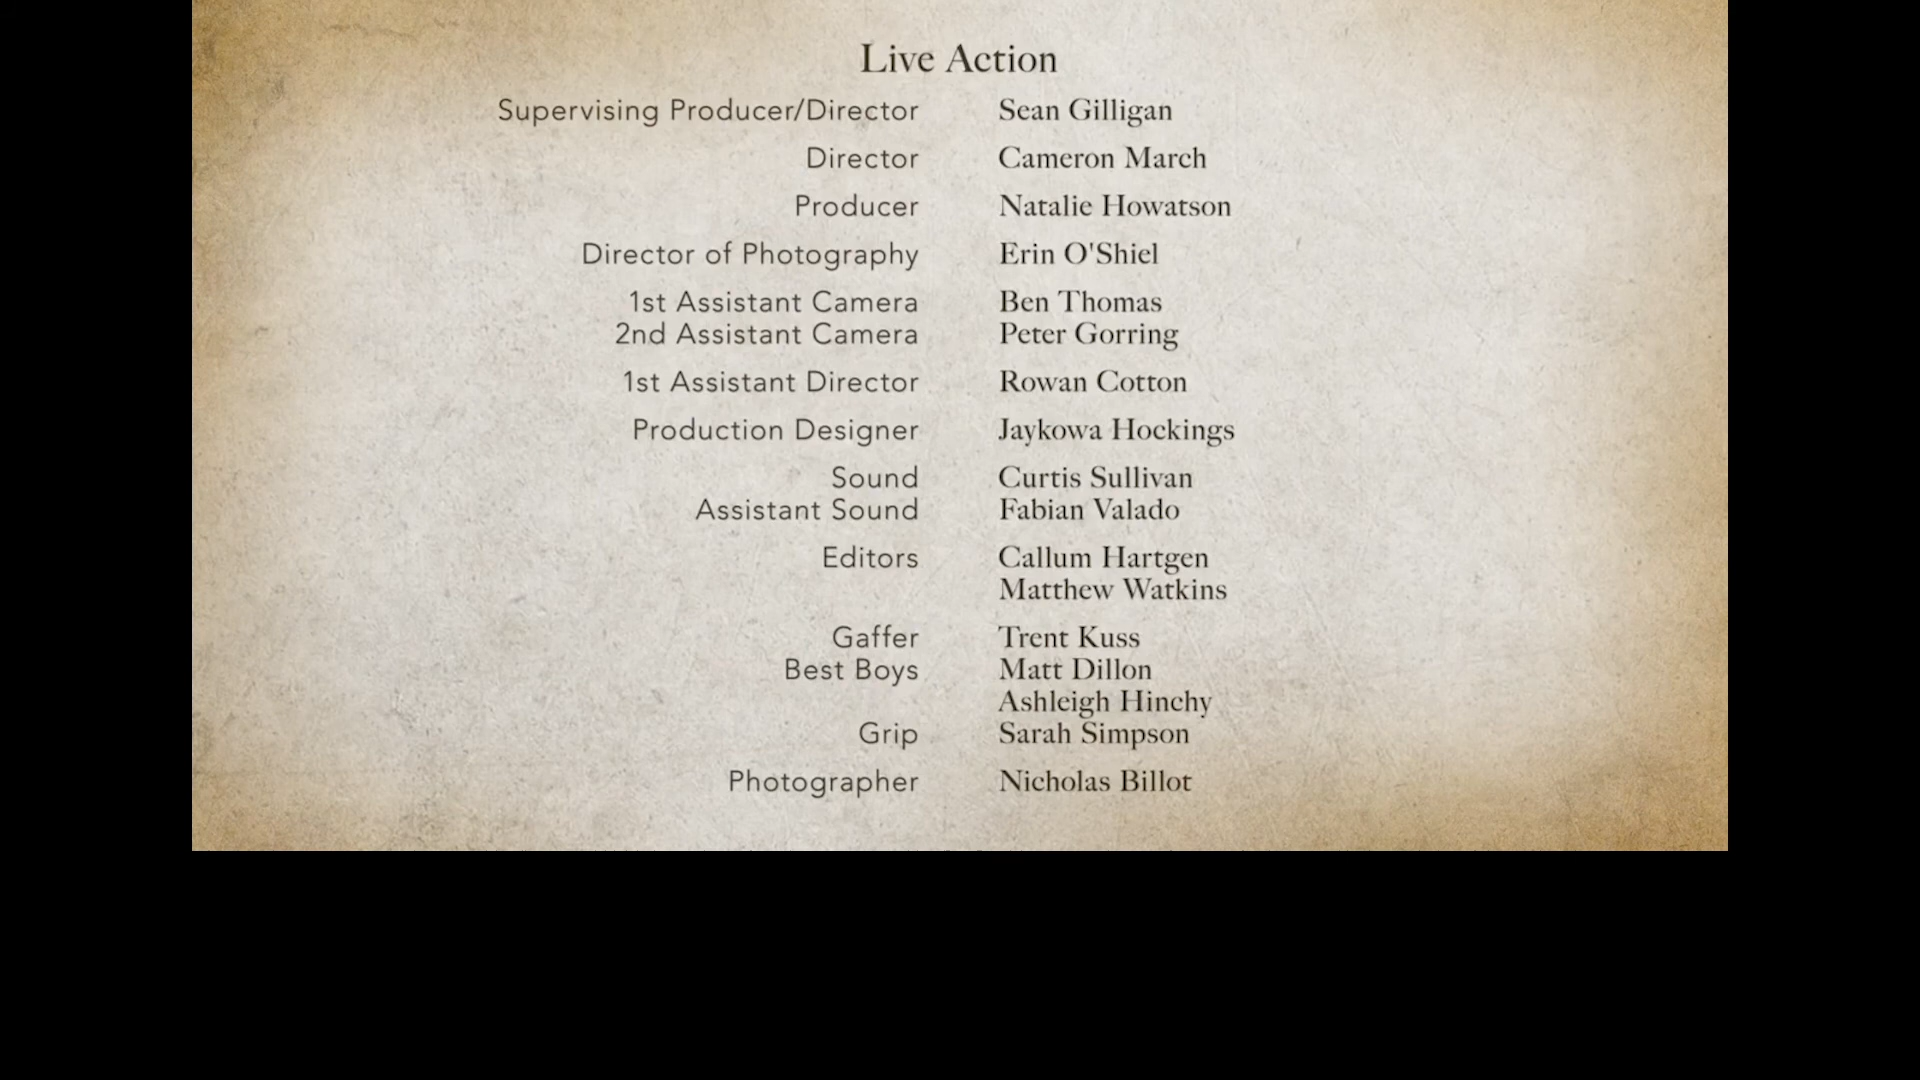 Live Action
Supervising Producer/Director Sean Gilligan
Director Cameron March
Producer Natalie Howatson
Director of Photography Erin O'Shiel
1st Assistant Camera Ben Thomas
2nd Assistant Camera Peter Gorring
1st Assistant Director Rowan Cotton
Production Designer Jaykowa Hockings
Sound Curtis Sullivan
Assistant Sound Fabian Valado
Editors Callum Hartgen
Matthew Watkins
Gaffer Trent Kuss
Best Boys Matt Dillon
Ashleigh Hinchy
Grip Sarah Simpson
Photographer Nicholas Billot